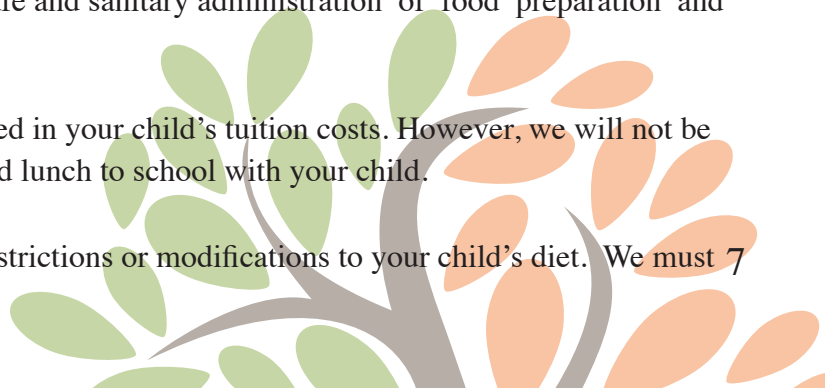 and sanitary administration of food preparation and
ed in your child’s tuition costs. However, we will not be
d lunch to school with your child.
strictions or modifications to your child’s diet. We must 7